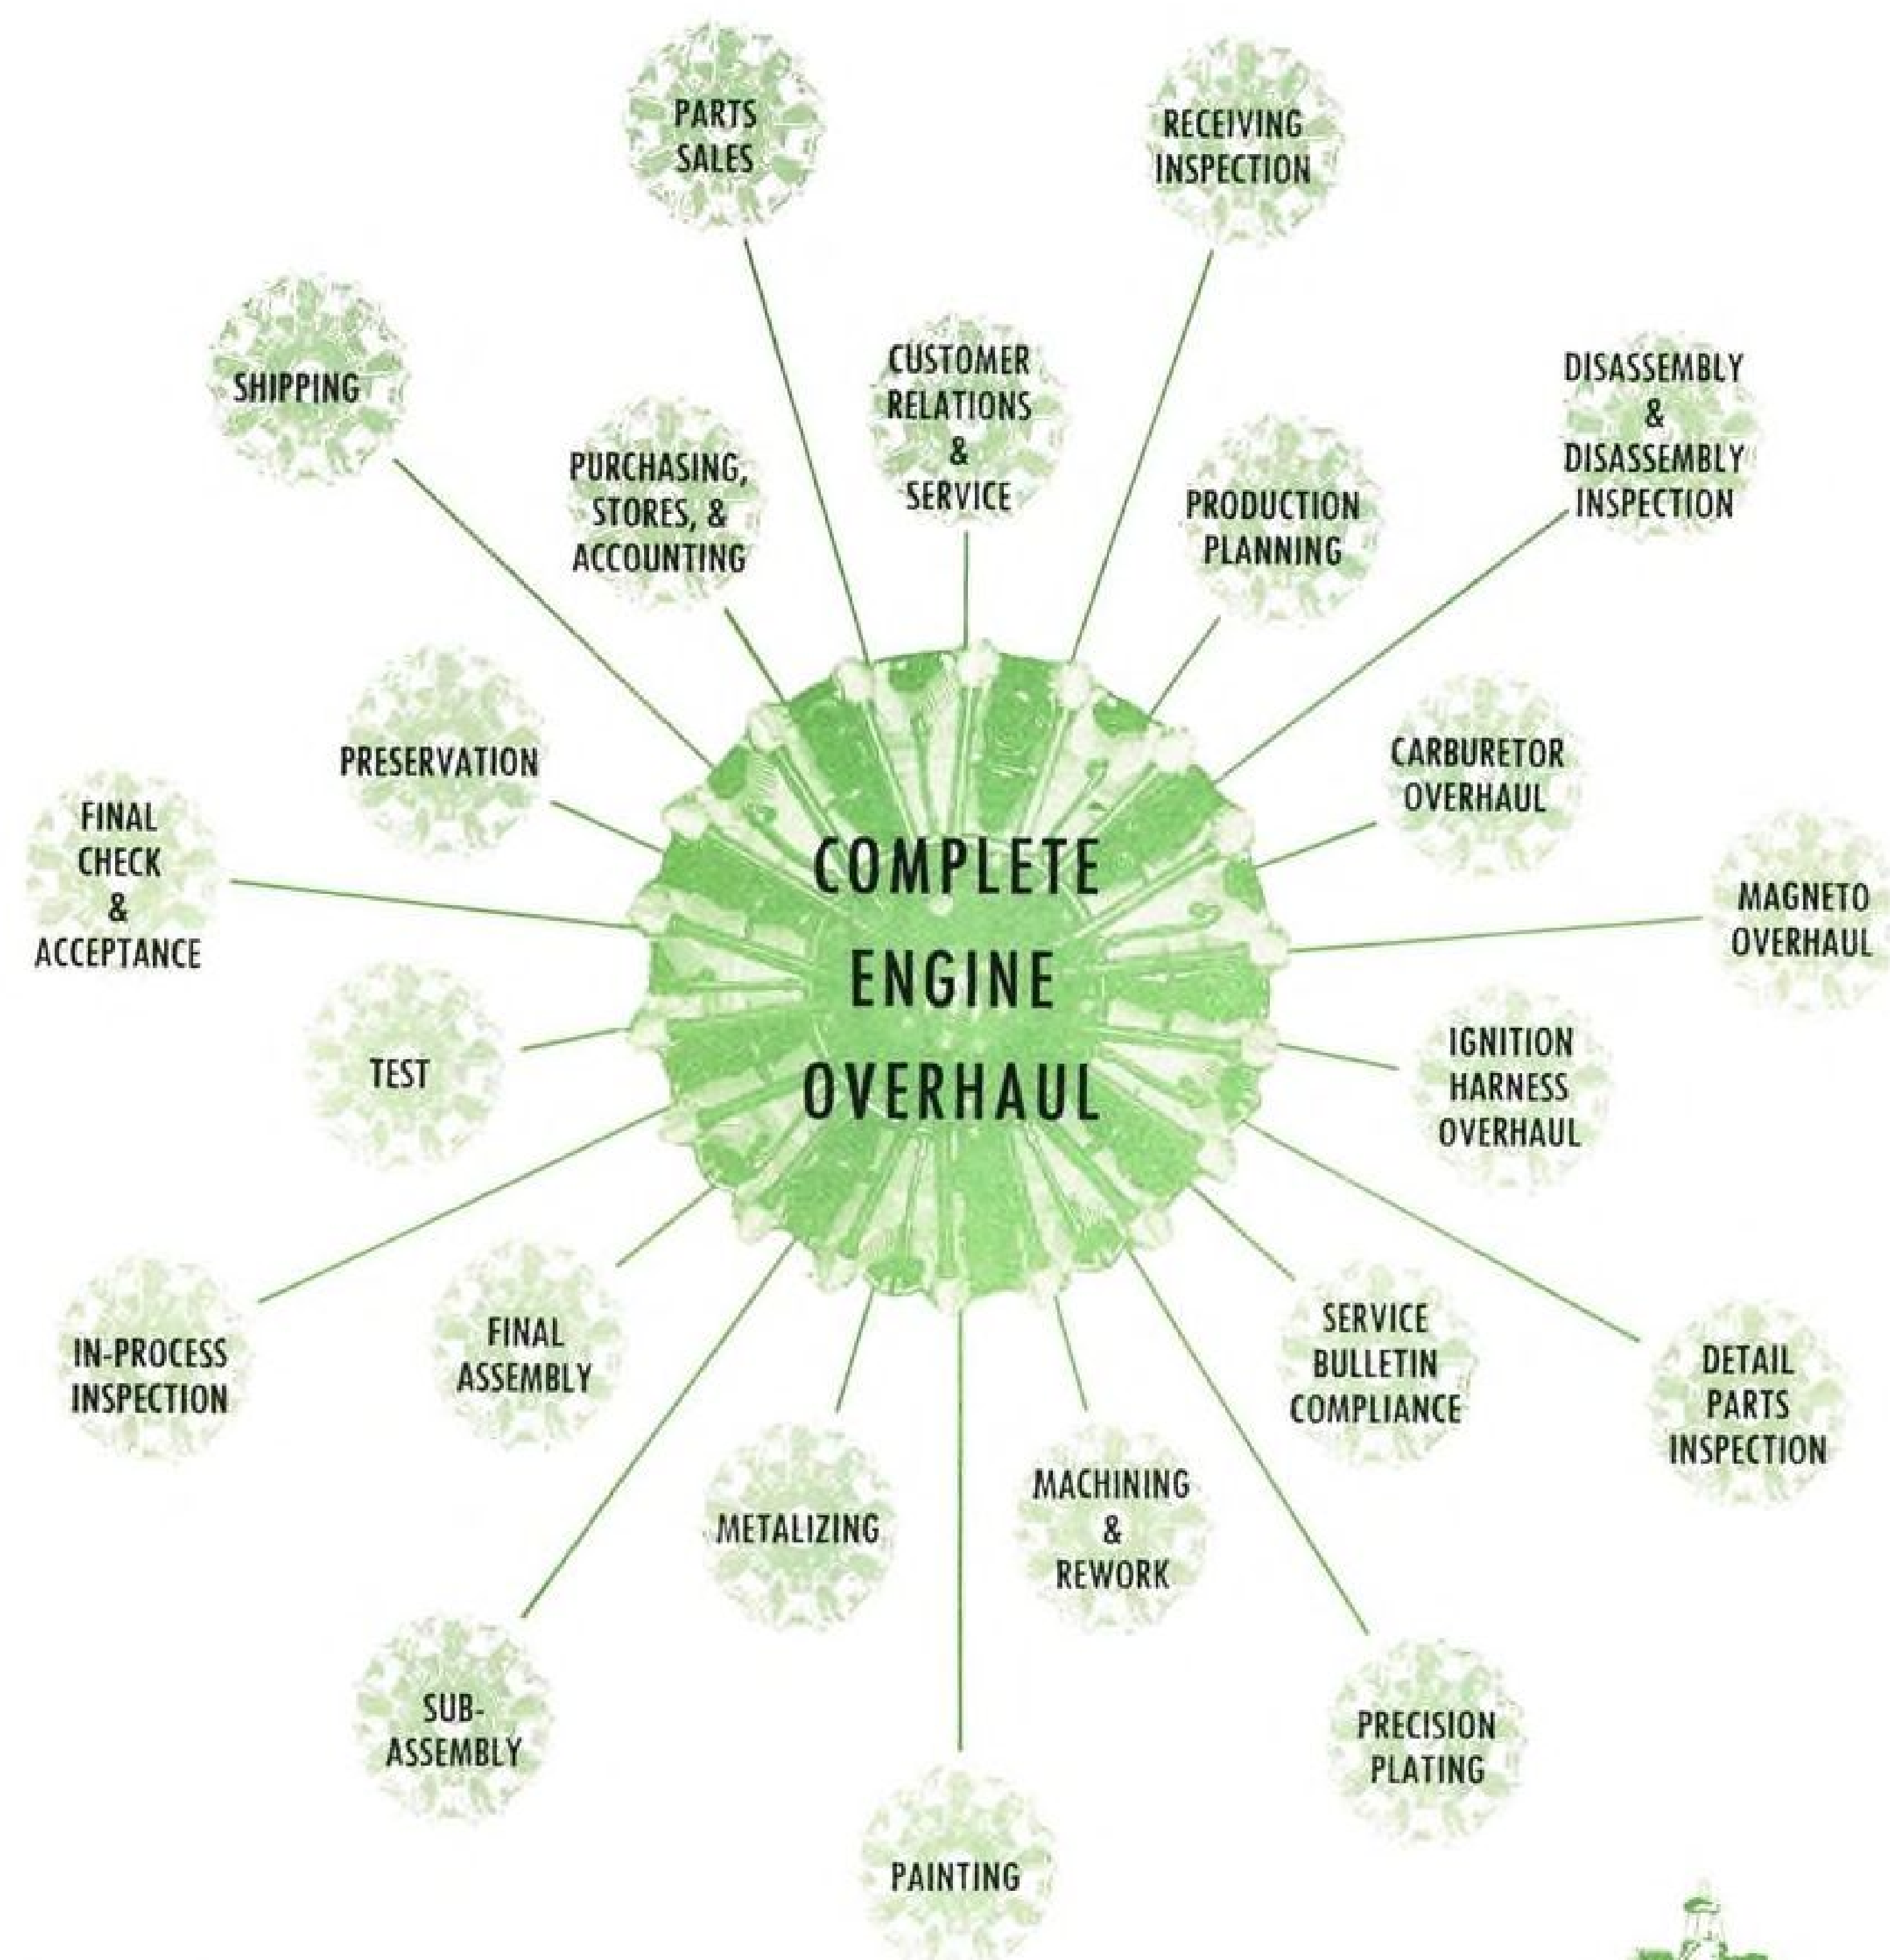 PARTS
SALES
RECEIVING
INSPECTION
SHIPPING
CUSTOMER
RELATIONS
&
SERVICE
DISASSEMBLY
&
DISASSEMBLY
INSPECTION
PURCHASING,
STORES, &
ACCOUNTING
PRODUCTION
PLANNING
PRESERVATION
CARBURETOR
OVERHAUL
FINAL
CHECK
&
ACCEPTANCE
COMPLETE
ENGINE
OVERHAUL
MAGNETO
OVERHAUL
TEST
IGNITION
HARNESS
OVERHAUL
IN-PROCESS
INSPECTION
FINAL
ASSEMBLY
SERVICE
BULLETIN
COMPLIANCE
DETAIL
PARTS
INSPECTION
METALIZING
MACHINING
&
REWORK
SUB-
ASSEMBLY
PRECISION
PLATING
PAINTING